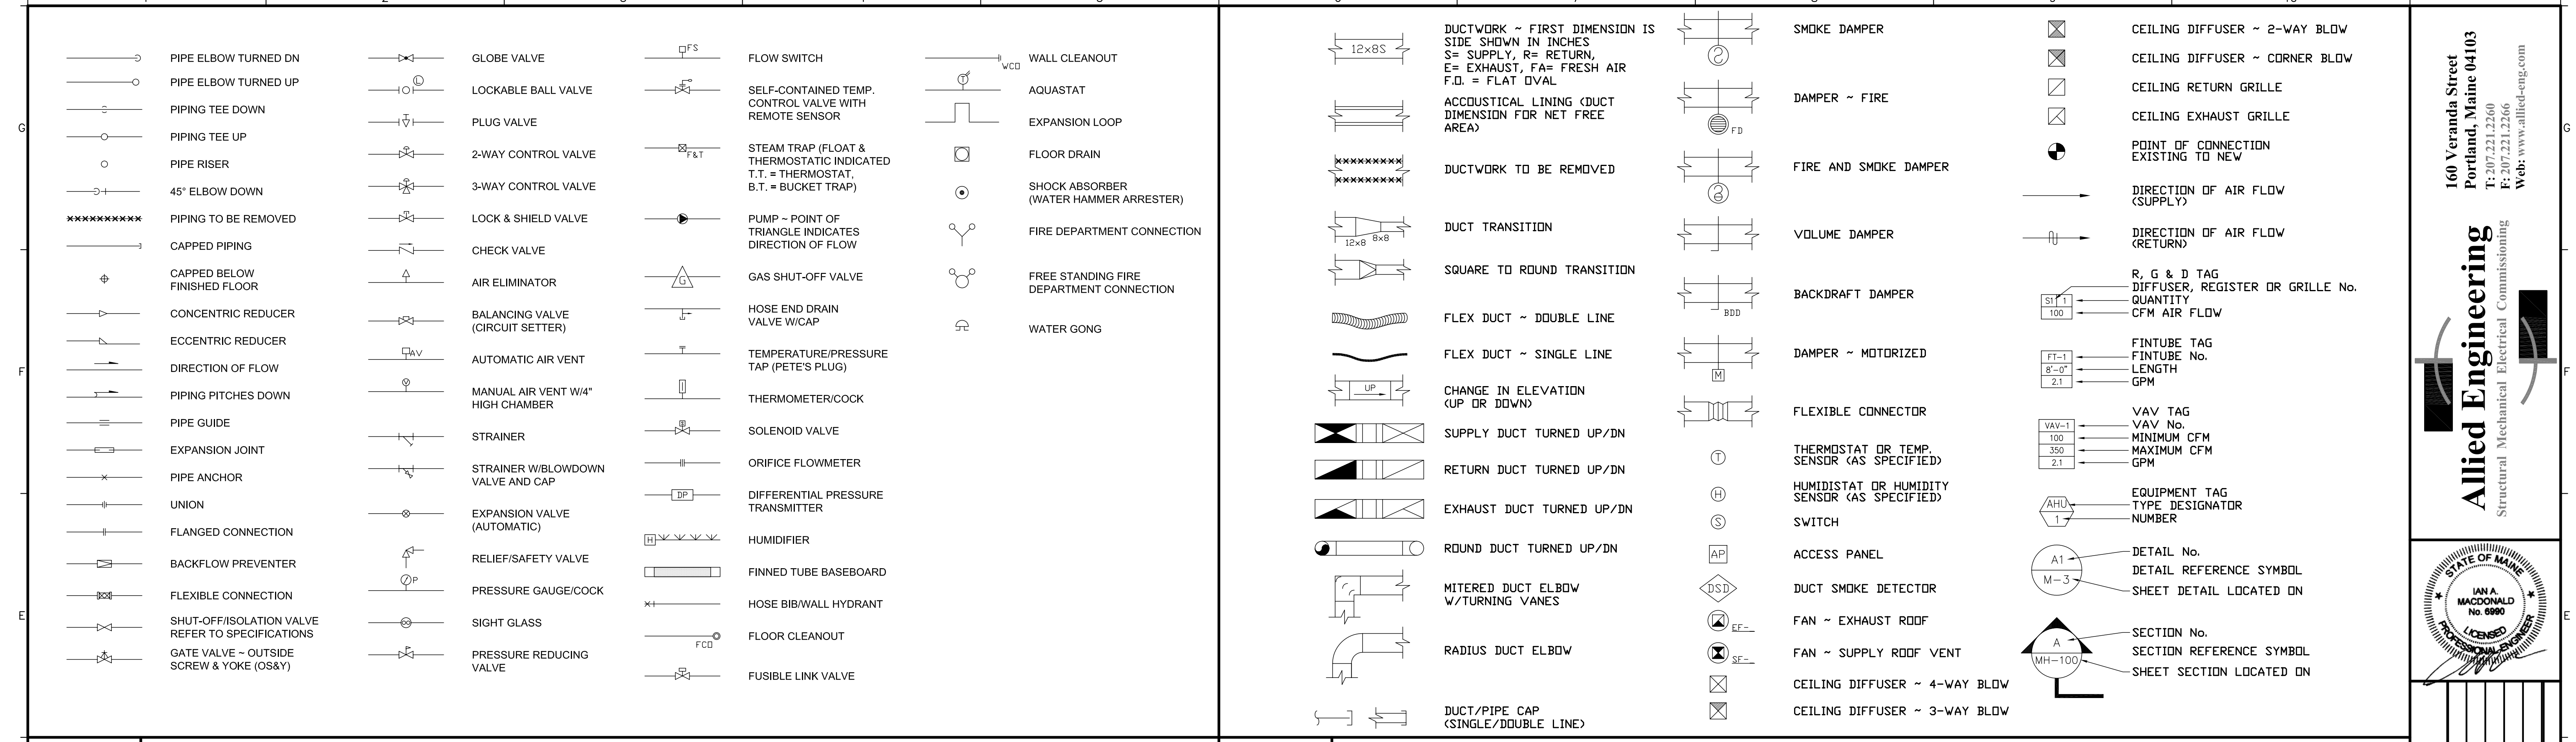 PIPE ELBOW TURNED DN
PIPE ELBOW TURNED UP
PIPING TEE DOWN
PIPING TEE UP
PIPE RISER
45° ELBOW DOWN
PIPING TO BE REMOVED
CAPPED PIPING
CAPPED BELOW
FINISHED FLOOR
CONCENTRIC REDUCER
ECCENTRIC REDUCER
DIRECTION OF FLOW
PIPING PITCHES DOWN
PIPE GUIDE
EXPANSION JOINT
PIPE ANCHOR
UNION
FLANGED CONNECTION
BACKFLOW PREVENTER
FLEXIBLE CONNECTION
SHUT-OFF/ISOLATION VALVE
REFER TO SPECIFICATIONS
GATE VALVE ~ OUTSIDE
SCREW & YOKE (OS&Y)
GLOBE VALVE
L
LOCKABLE BALL VALVE
PLUG VALVE
2-WAY CONTROL VALVE
3-WAY CONTROL VALVE
LOCK & SHIELD VALVE
CHECK VALVE
AIR ELIMINATOR
BALANCING VALVE
(CIRCUIT SETTER)
AV
AUTOMATIC AIR VENT
MANUAL AIR VENT W/4"
HIGH CHAMBER
STRAINER
STRAINER W/BLOWDOWN
VALVE AND CAP
EXPANSION VALVE
(AUTOMATIC)
RELIEF/SAFETY VALVE
P
PRESSURE GAUGE/COCK
SIGHT GLASS
PRESSURE REDUCING
VALVE
FS
FLOW SWITCH
SELF-CONTAINED TEMP.
CONTROL VALVE WITH
REMOTE SENSOR
F&T
STEAM TRAP (FLOAT &
THERMOSTATIC INDICATED
T.T. = THERMOSTAT,
B.T. = BUCKET TRAP)
PUMP ~ POINT OF
TRIANGLE INDICATES
DIRECTION OF FLOW
G
GAS SHUT-OFF VALVE
HOSE END DRAIN
VALVE W/CAP
TEMPERATURE/PRESSURE
TAP (PETE'S PLUG)
THERMOMETER/COCK
SOLENOID VALVE
ORIFICE FLOWMETER
DP
DIFFERENTIAL PRESSURE
TRANSMITTER
H
HUMIDIFIER
FINNED TUBE BASEBOARD
HOSE BIB/WALL HYDRANT
FCO
FLOOR CLEANOUT
FUSIBLE LINK VALVE
WCO
WALL CLEANOUT
T
AQUASTAT
EXPANSION LOOP
FLOOR DRAIN
SHOCK ABSORBER
(WATER HAMMER ARRESTER)
FIRE DEPARTMENT CONNECTION
FREE STANDING FIRE
DEPARTMENT CONNECTION
WATER GONG
12x8S
DUCTWORK ~ FIRST DIMENSION IS
SIDE SHOWN IN INCHES
S= SUPPLY, R= RETURN,
E= EXHAUST, FA= FRESH AIR
F.O. = FLAT OVAL
ACCOUSTICAL LINING (DUCT
DIMENSION FOR NET FREE
AREA)
DUCTWORK TO BE REMOVED
12x8 8x8
DUCT TRANSITION
SQUARE TO ROUND TRANSITION
FLEX DUCT ~ DOUBLE LINE
FLEX DUCT ~ SINGLE LINE
UP
CHANGE IN ELEVATION
(UP OR DOWN)
SUPPLY DUCT TURNED UP/DN
RETURN DUCT TURNED UP/DN
EXHAUST DUCT TURNED UP/DN
ROUND DUCT TURNED UP/DN
MITERED DUCT ELBOW
W/TURNING VANES
RADIUS DUCT ELBOW
DUCT/PIPE CAP
(SINGLE/DOUBLE LINE)
SMOKE DAMPER
FD
DAMPER ~ FIRE
FIRE AND SMOKE DAMPER
VOLUME DAMPER
BDD
BACKDRAFT DAMPER
M
DAMPER ~ MOTORIZED
FLEXIBLE CONNECTOR
T
THERMOSTAT OR TEMP.
SENSOR (AS SPECIFIED)
H
HUMIDISTAT OR HUMIDITY
SENSOR (AS SPECIFIED)
S
SWITCH
AP
ACCESS PANEL
DSD
DUCT SMOKE DETECTOR
EF-_
FAN ~ EXHAUST ROOF
SF-_
FAN ~ SUPPLY ROOF VENT
CEILING DIFFUSER ~ 4-WAY BLOW
CEILING DIFFUSER ~ 3-WAY BLOW
CEILING DIFFUSER ~ 2-WAY BLOW
CEILING DIFFUSER ~ CORNER BLOW
CEILING RETURN GRILLE
CEILING EXHAUST GRILLE
POINT OF CONNECTION
EXISTING TO NEW
DIRECTION OF AIR FLOW
(SUPPLY)
DIRECTION OF AIR FLOW
(RETURN)
R, G & D TAG
DIFFUSER, REGISTER OR GRILLE No.
S1 1 QUANTITY
100 CFM AIR FLOW
FINTUBE TAG
FT-1 FINTUBE No.
8'-0" LENGTH
2.1 GPM
VAV TAG
VAV-1 VAV No.
100 MINIMUM CFM
350 MAXIMUM CFM
2.1 GPM
EQUIPMENT TAG
AHU TYPE DESIGNATOR
1 NUMBER
A1 DETAIL No.
DETAIL REFERENCE SYMBOL
M-3 SHEET DETAIL LOCATED ON
A SECTION No.
SECTION REFERENCE SYMBOL
MH-100 SHEET SECTION LOCATED ON
G
F
E
G
F
E
160 Veranda Street
Portland, Maine 04103
T: 207.221.2260
F: 207.221.2266
Web: www.allied-eng.com
Allied Engineering
Structural Mechanical Electrical Commissioning
STATE OF MAINE
IAN A.
MACDONALD
No. 6990
LICENSED
PROFESSIONAL ENGINEER